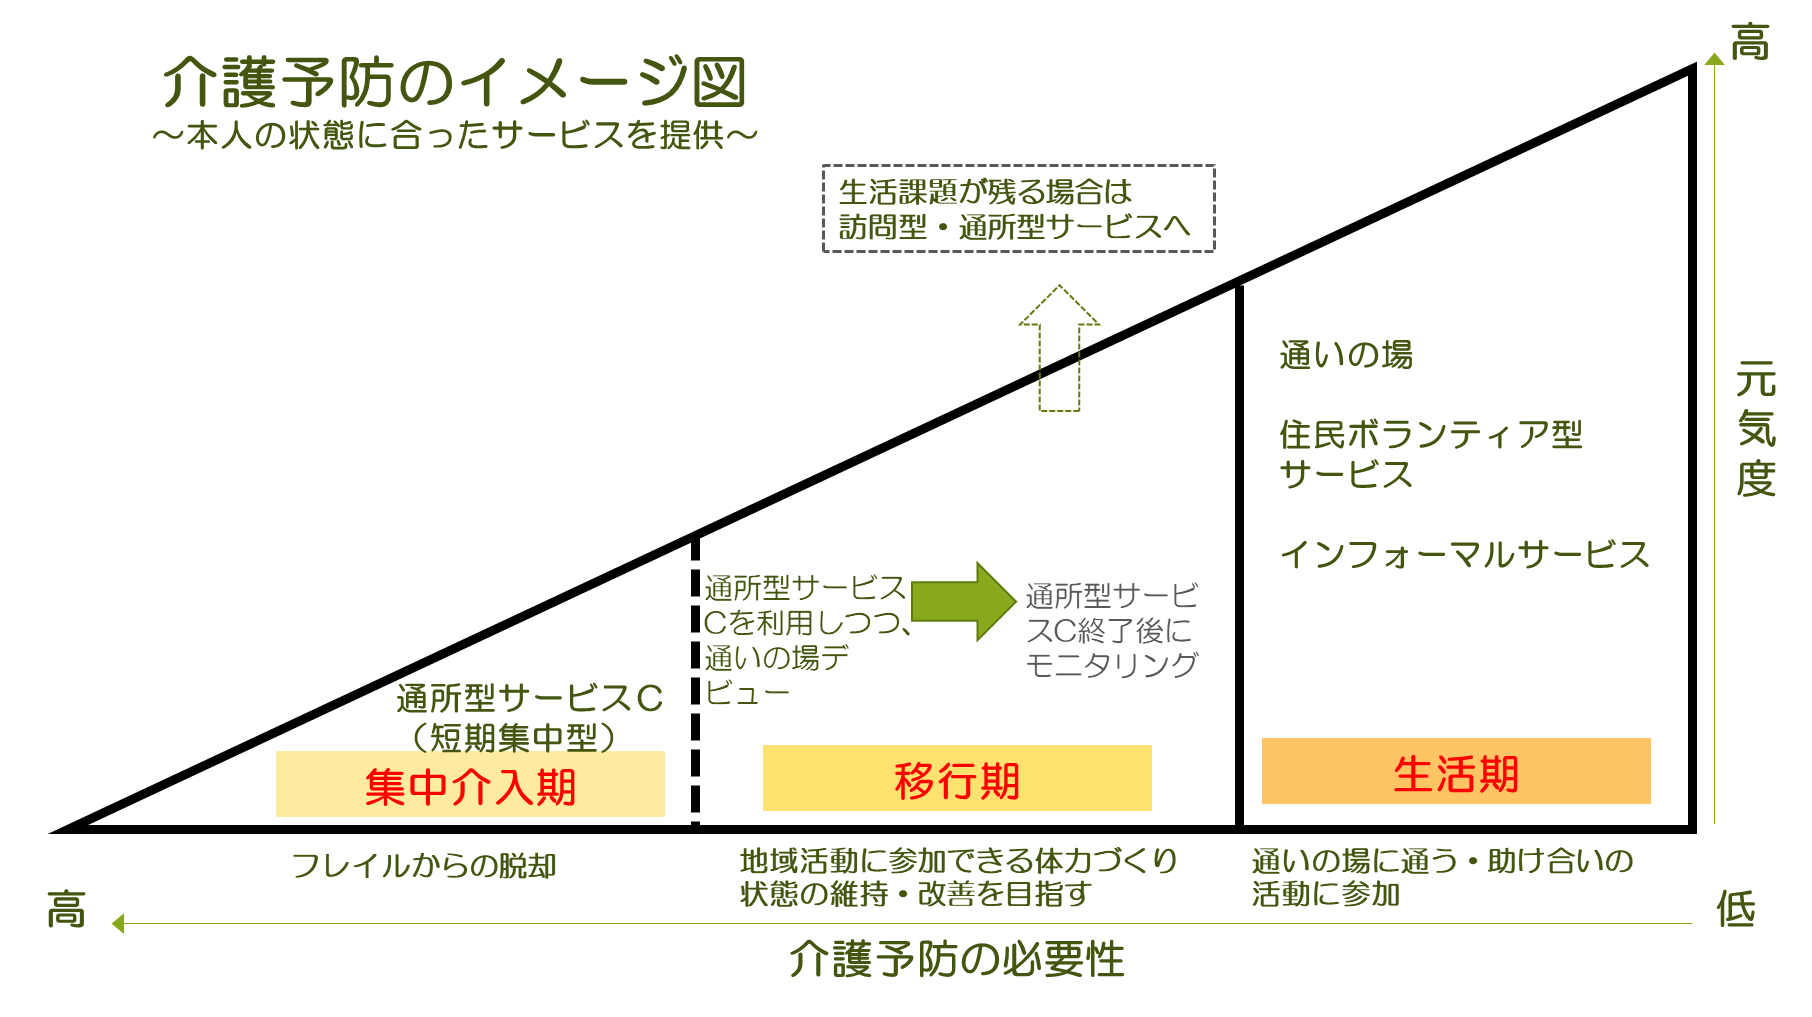 介護予防のイメージ図
～本人の状態に合ったサービスを提供～
高
生活課題が残る場合は
訪問型・通所型サービスへ
通いの場
住民ボランティア型
サービス
インフォーマルサービス
元気度
通所型サービス
Cを利用しつつ、
通いの場デ
ビュー
通所型サービ
スC終了後に
モニタリング
通所型サービスC
（短期集中型）
集中介入期
移行期
生活期
フレイルからの脱却
地域活動に参加できる体力づくり
状態の維持・改善を目指す
通いの場に通う・助け合いの
活動に参加
高
低
介護予防の必要性